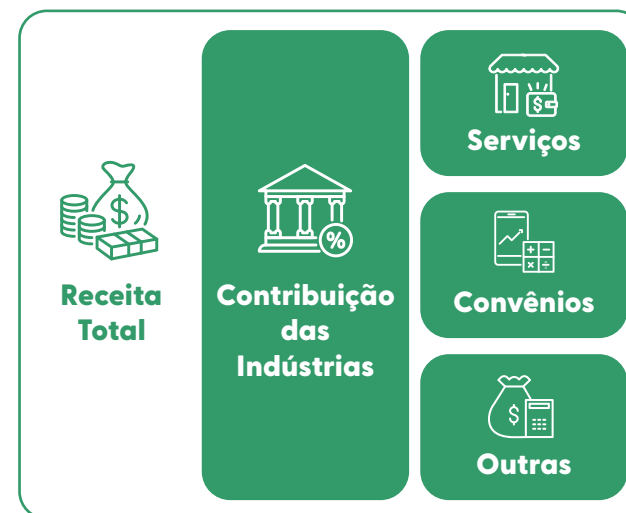 Receita
Total
Contribuição
das
Indústrias
%
$
Serviços
$
Convênios
+ −
× ÷
Outras
$